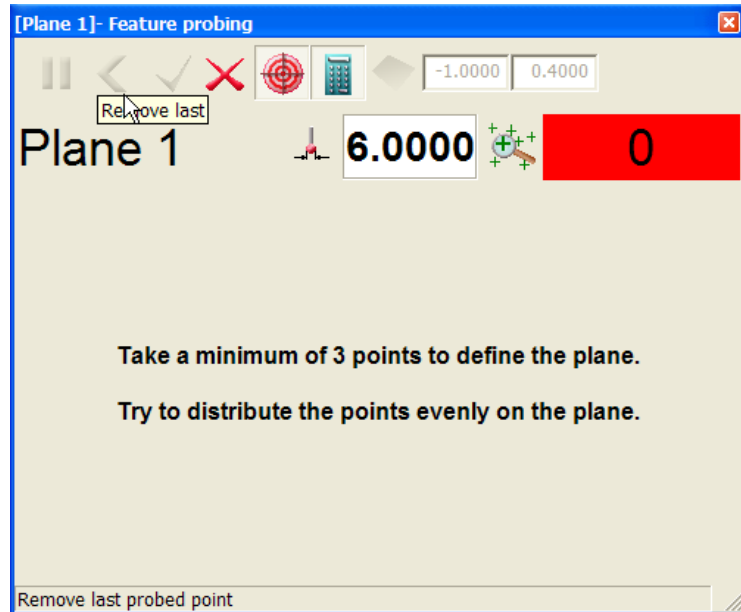 [Plane 1]- Feature probing
-1.0000 0.4000
Remove last
Plane 1 6.0000 0
Take a minimum of 3 points to define the plane.
Try to distribute the points evenly on the plane.
Remove last probed point